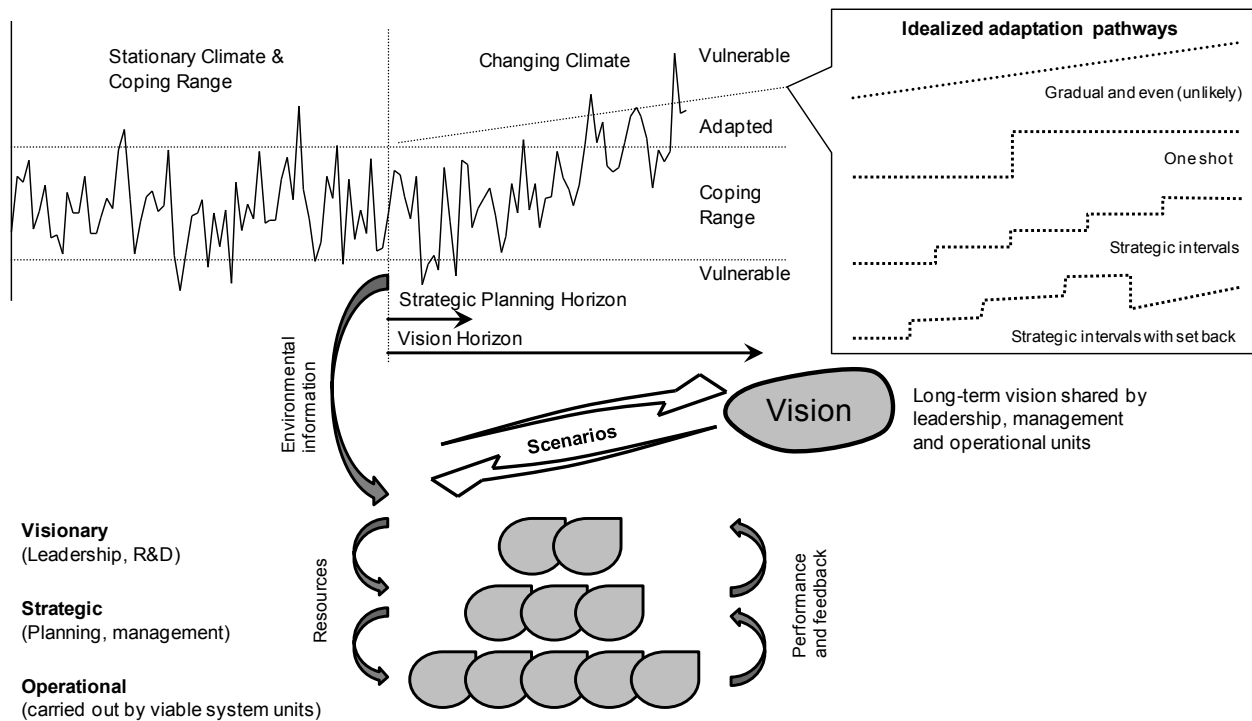 Stationary Climate &
Coping Range
Changing Climate
Vulnerable
Adapted
Coping
Range
Vulnerable
Idealized adaptation pathways
Gradual and even (unlikely)
One shot
Strategic intervals
Strategic intervals with set back
Strategic Planning Horizon
Vision Horizon
Environmental
information
Scenarios
Vision
Long-term vision shared by
leadership, management
and operational units
Visionary
(Leadership, R&D)
Strategic
(Planning, management)
Operational
(carried out by viable system units)
Resources
Performance
and feedback